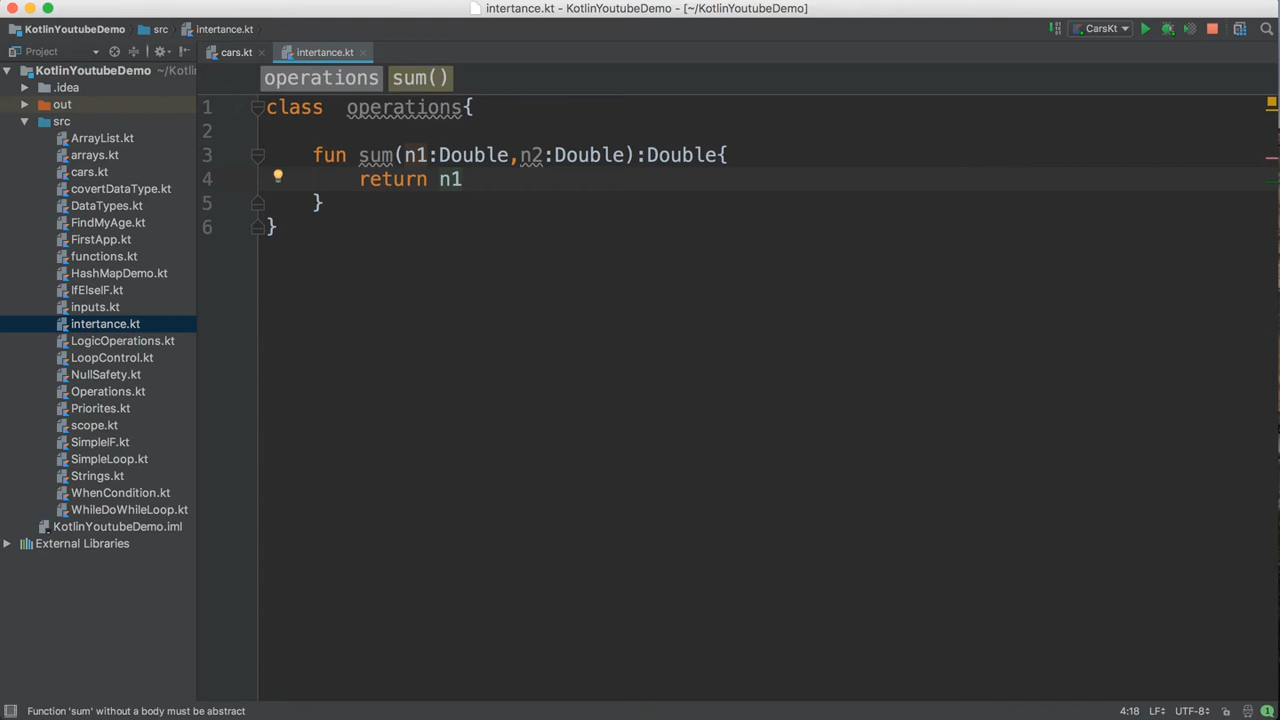 intertance.kt - KotlinYoutubeDemo - [~/KotlinYoutubeDemo]
KotlinYoutubeDemo src intertance.kt CarsKt
Project cars.kt intertance.kt
KotlinYoutubeDemo ~/Kotli
operations sum()
.idea
out
src
ArrayList.kt
arrays.kt
cars.kt
covertDataType.kt
DataTypes.kt
FindMyAge.kt
FirstApp.kt
functions.kt
HashMapDemo.kt
IfElseIF.kt
inputs.kt
intertance.kt
LogicOperations.kt
LoopControl.kt
NullSafety.kt
Operations.kt
Priorites.kt
scope.kt
SimpleIF.kt
SimpleLoop.kt
Strings.kt
WhenCondition.kt
WhileDoWhileLoop.kt
KotlinYoutubeDemo.iml
External Libraries
1 class operations{
2
3 fun sum(n1:Double,n2:Double):Double{
4 return n1
5 }
6 }
Function 'sum' without a body must be abstract 4:18 LF UTF-8 1